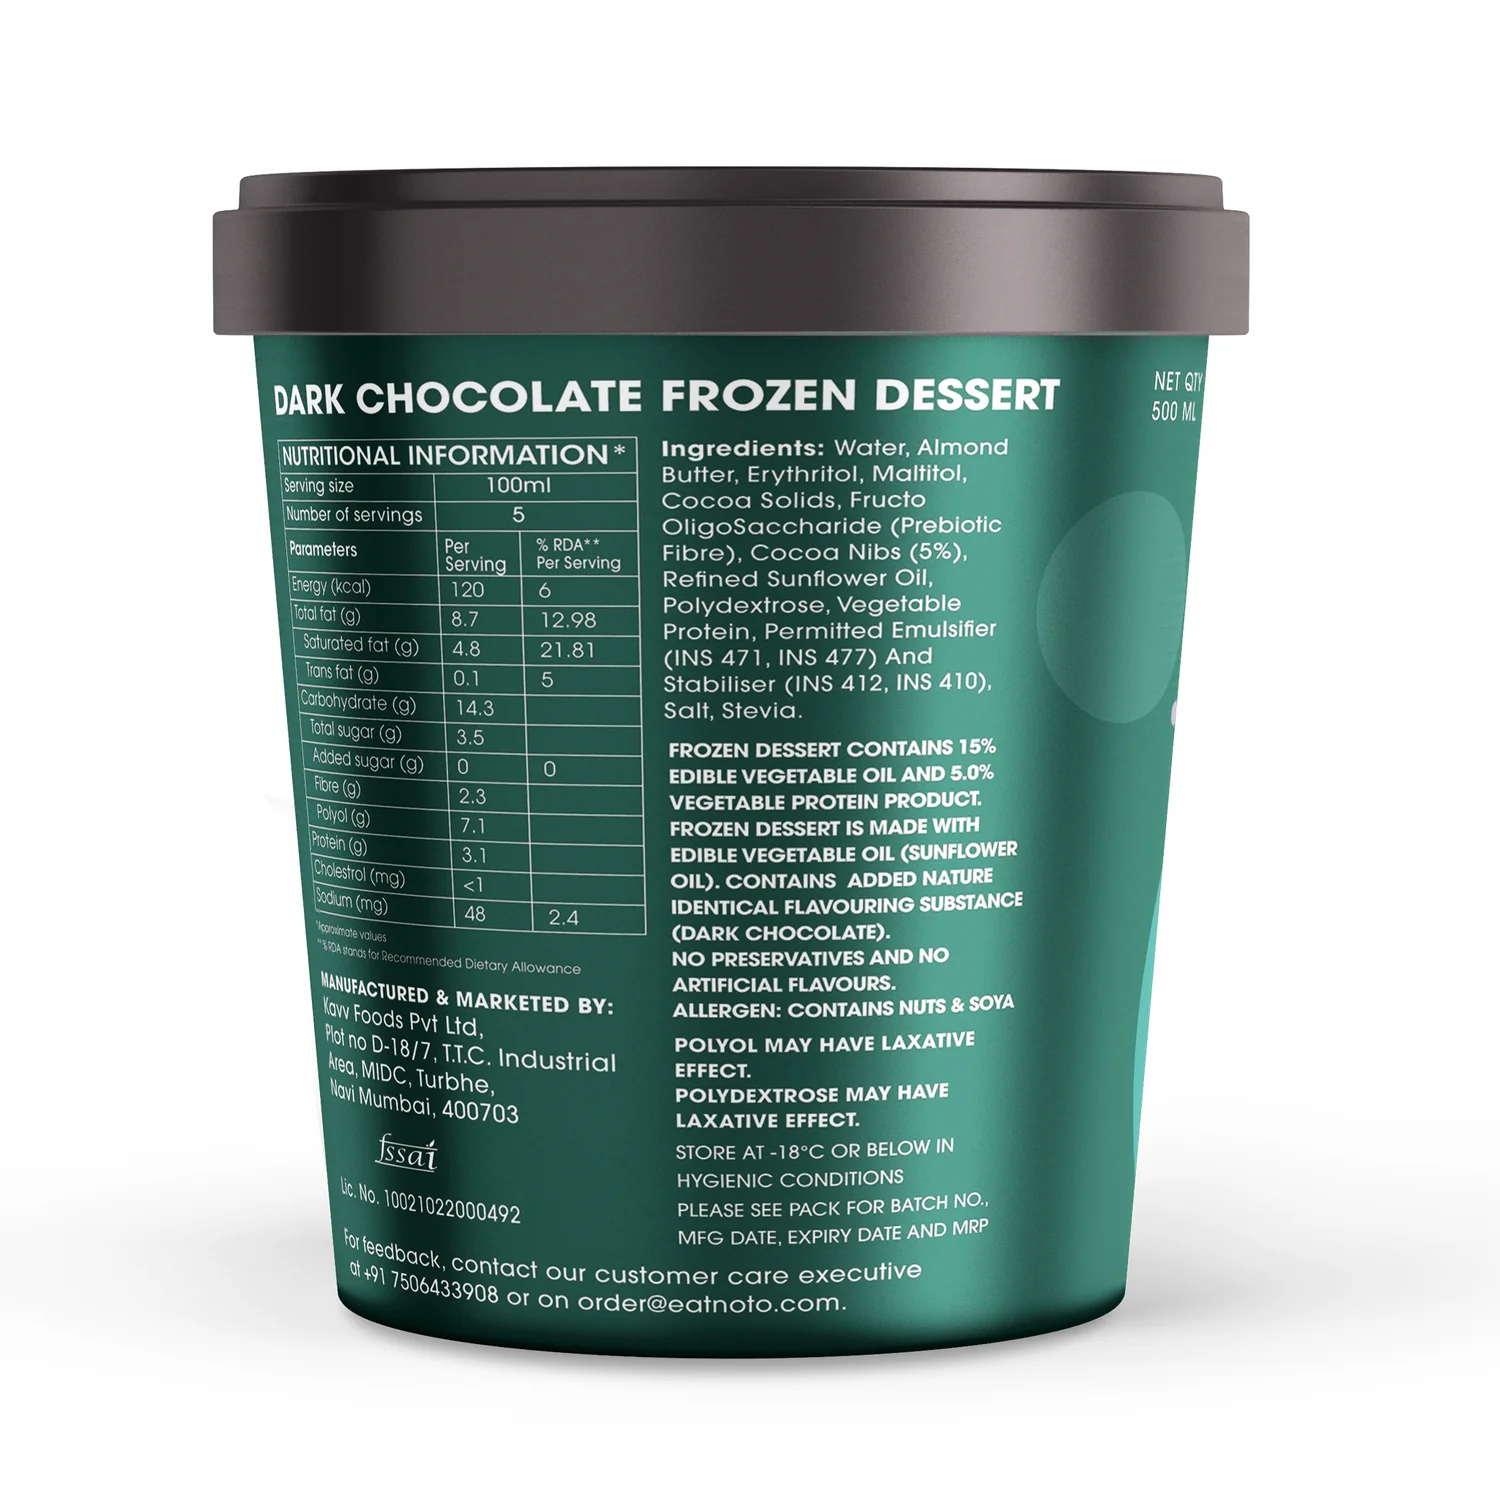 DARK CHOCOLATE FROZEN DESSERT
NET QTY
500 ML
NUTRITIONAL INFORMATION*
Serving size 100ml
Number of servings 5
Parameters Per Serving % RDA** Per Serving
Energy (kcal) 120 6
Total fat (g) 8.7 12.98
Saturated fat (g) 4.8 21.81
Trans fat (g) 0.1 5
Carbohydrate (g) 14.3
Total sugar (g) 3.5
Added sugar (g) 0 0
Fibre (g) 2.3
Polyol (g) 7.1
Protein (g) 3.1
Cholestrol (mg) <1
Sodium (mg) 48 2.4
*Approximate values
**% RDA stands for Recommended Dietary Allowance
MANUFACTURED & MARKETED BY:
Kavv Foods Pvt Ltd,
Plot no D-18/7, T.T.C. Industrial
Area, MIDC, Turbhe,
Navi Mumbai, 400703
fssai
Lic. No. 10021022000492
Ingredients: Water, Almond
Butter, Erythritol, Maltitol,
Cocoa Solids, Fructo
OligoSaccharide (Prebiotic
Fibre), Cocoa Nibs (5%),
Refined Sunflower Oil,
Polydextrose, Vegetable
Protein, Permitted Emulsifier
(INS 471, INS 477) And
Stabiliser (INS 412, INS 410),
Salt, Stevia.
FROZEN DESSERT CONTAINS 15%
EDIBLE VEGETABLE OIL AND 5.0%
VEGETABLE PROTEIN PRODUCT.
FROZEN DESSERT IS MADE WITH
EDIBLE VEGETABLE OIL (SUNFLOWER
OIL). CONTAINS ADDED NATURE
IDENTICAL FLAVOURING SUBSTANCE
(DARK CHOCOLATE).
NO PRESERVATIVES AND NO
ARTIFICIAL FLAVOURS.
ALLERGEN: CONTAINS NUTS & SOYA
POLYOL MAY HAVE LAXATIVE
EFFECT.
POLYDEXTROSE MAY HAVE
LAXATIVE EFFECT.
STORE AT -18°C OR BELOW IN
HYGIENIC CONDITIONS
PLEASE SEE PACK FOR BATCH NO.,
MFG DATE, EXPIRY DATE AND MRP
For feedback, contact our customer care executive
at +91 7506433908 or on order@eatnoto.com.